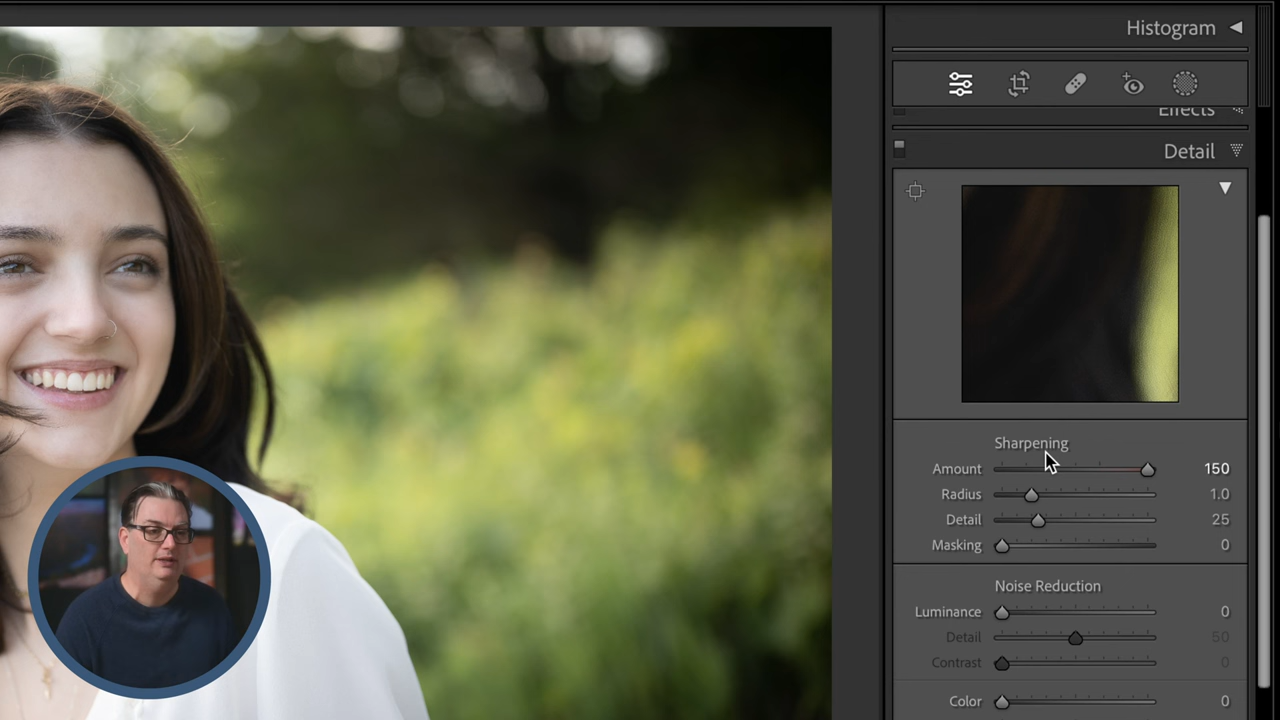 Histogram
Effects
Detail
Sharpening
Amount 150
Radius 1.0
Detail 25
Masking 0
Noise Reduction
Luminance 0
Detail 50
Contrast 0
Color 0